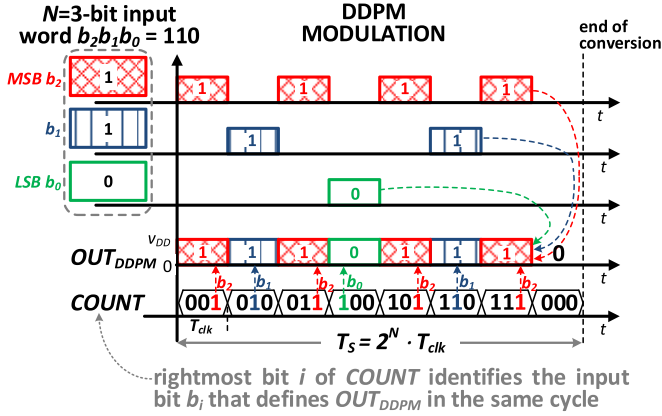 N=3-bit input
word b2b1b0 = 110
DDPM
MODULATION
end of
conversion
MSB b2
1
1
1
1
1
t
b1
1
1
1
t
LSB b0
0
0
t
OUTDDPM
vDD
0
1
1
1
0
1
1
1
0
t
b2
b1
b2
b0
b2
b1
b2
COUNT
001
010
011
100
101
110
111
000
t
Tclk
TS = 2^N · Tclk
rightmost bit i of COUNT identifies the input
bit bi that defines OUTDDPM in the same cycle